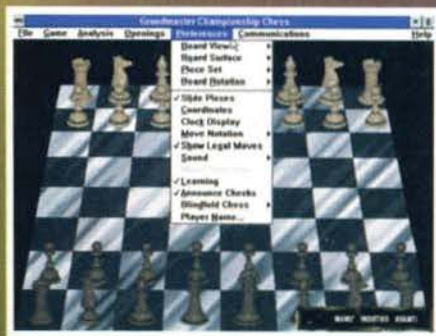 Grandmaster Championship Chess
File Game Analysis Openings Preferences Communications Help
Board View
Board Surface
Piece Set
Board Rotation
✓Slide Pieces
Coordinates
Clock Display
Move Notation
✓Show Legal Moves
Sound
✓Learning
✓Announce Checks
Blindfold Chess
Player Name...